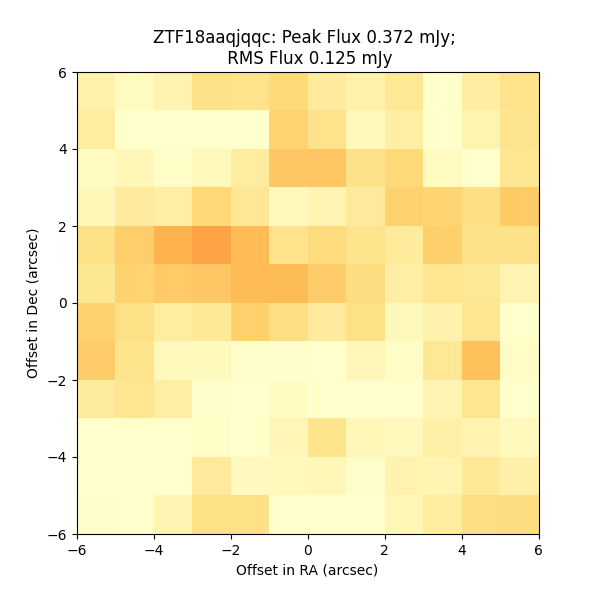 ZTF18aaqjqqc: Peak Flux 0.372 mJy;
RMS Flux 0.125 mJy
6
4
2
0
−2
−4
−6
Offset in Dec (arcsec)
−6 −4 −2 0 2 4 6
Offset in RA (arcsec)